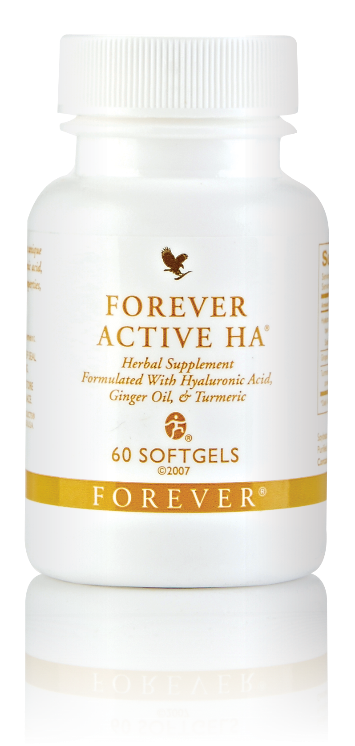 FOREVER
ACTIVE HA®
Herbal Supplement
Formulated With Hyaluronic Acid,
Ginger Oil, & Turmeric
®
60 SOFTGELS
©2007
FOREVER®